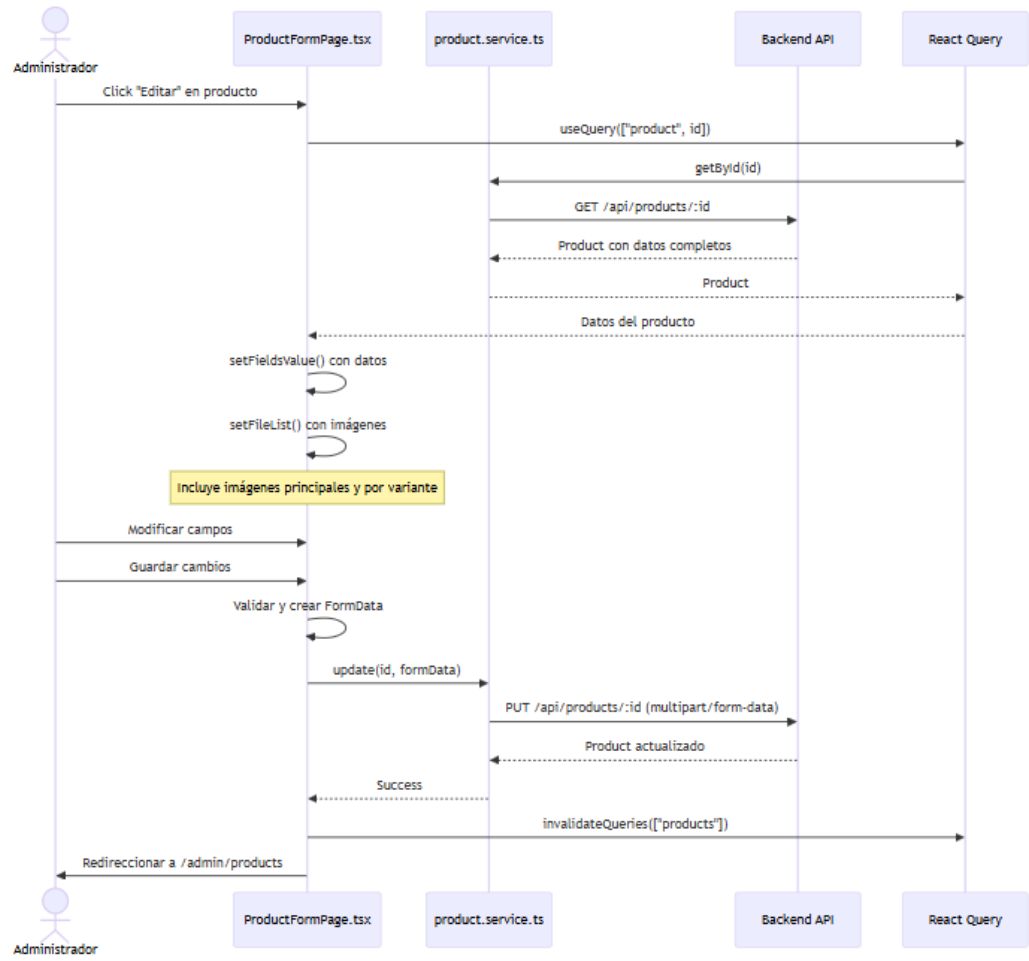 Administrador
ProductFormPage.tsx
product.service.ts
Backend API
React Query
Click "Editar" en producto
useQuery(["product", id])
getById(id)
GET /api/products/:id
Product con datos completos
Product
Datos del producto
setFieldsValue() con datos
setFileList() con imágenes
Incluye imágenes principales y por variante
Modificar campos
Guardar cambios
Validar y crear FormData
update(id, formData)
PUT /api/products/:id (multipart/form-data)
Product actualizado
Success
invalidateQueries(["products"])
Redireccionar a /admin/products
Administrador
ProductFormPage.tsx
product.service.ts
Backend API
React Query